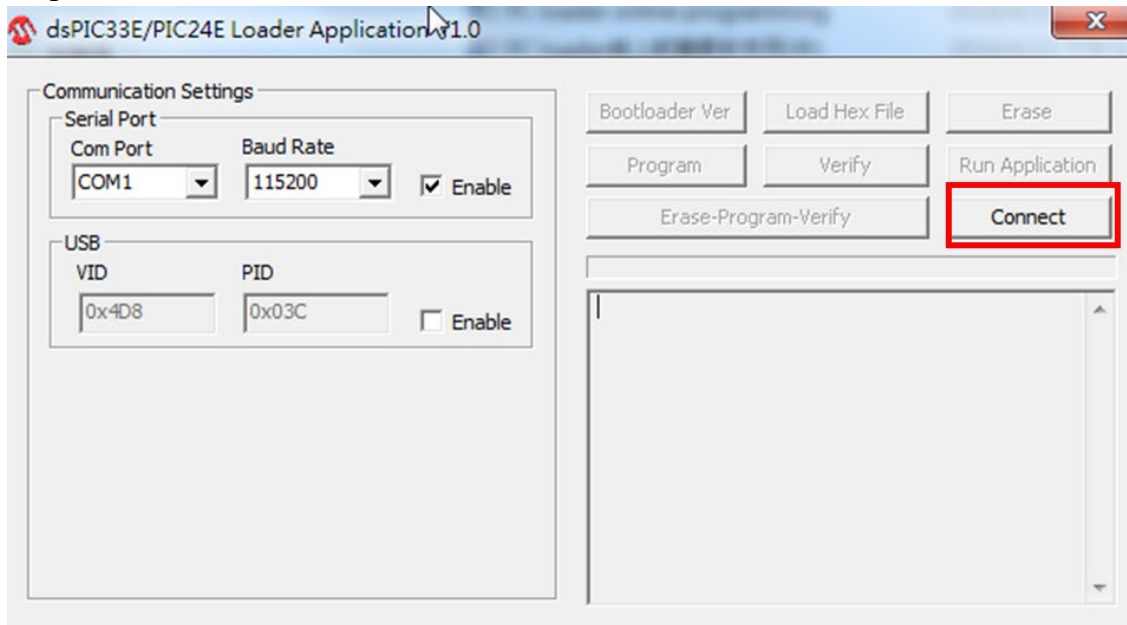 dsPIC33E/PIC24E Loader Application V1.0
Communication Settings
Serial Port
Com Port Baud Rate
COM1 115200 Enable
USB
VID PID
0x4D8 0x03C Enable
Bootloader Ver Load Hex File Erase
Program Verify Run Application
Erase-Program-Verify Connect